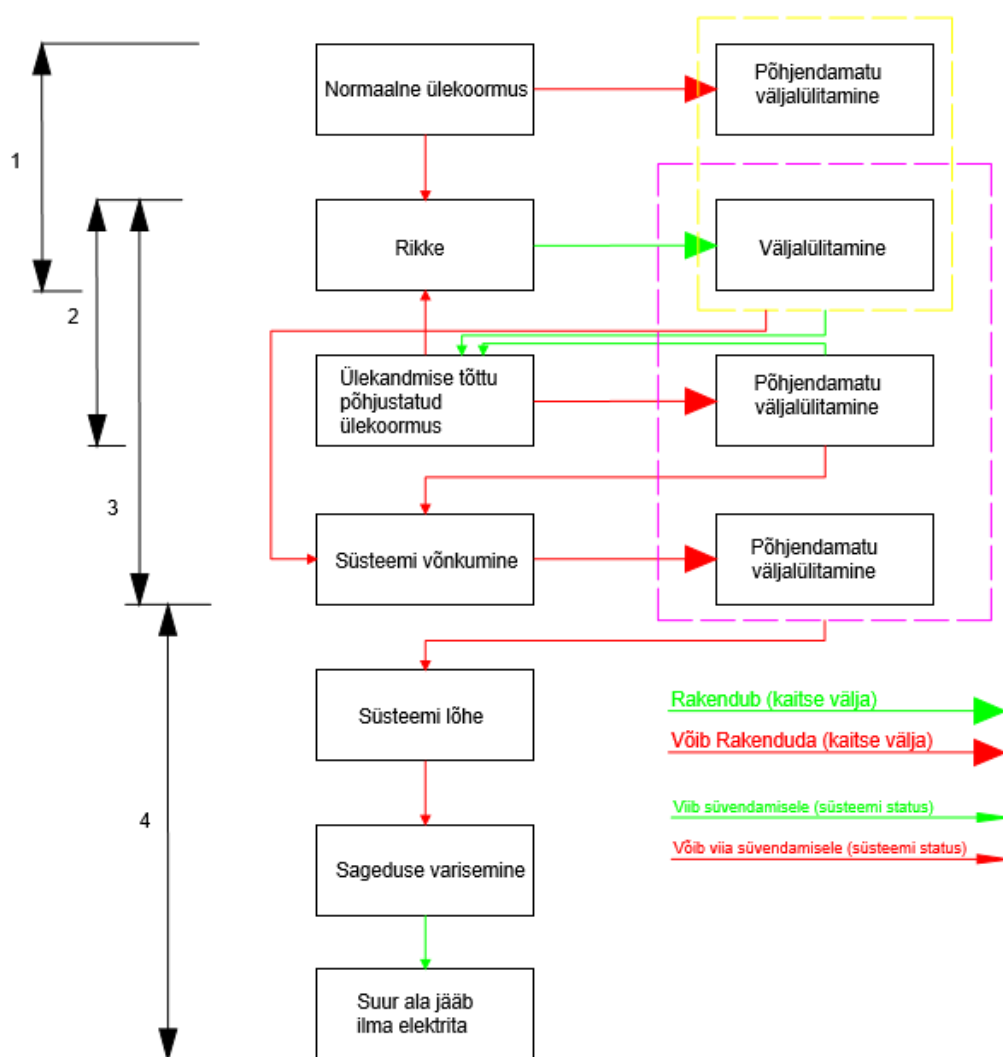 Normaalne ülekoormus
Põhjendamatu
väljalülitamine
1
Rikke
Väljalülitamine
2
Ülekandmise tõttu
põhjustatud
ülekoormus
Põhjendamatu
väljalülitamine
3
Süsteemi võnkumine
Põhjendamatu
väljalülitamine
Süsteemi lõhe
Rakendub (kaitse välja)
Võib Rakenduda (kaitse välja)
4
Viib süvendamisele (süsteemi status)
Võib viia süvendamisele (süsteemi status)
Sageduse varisemine
Suur ala jääb
ilma elektrita